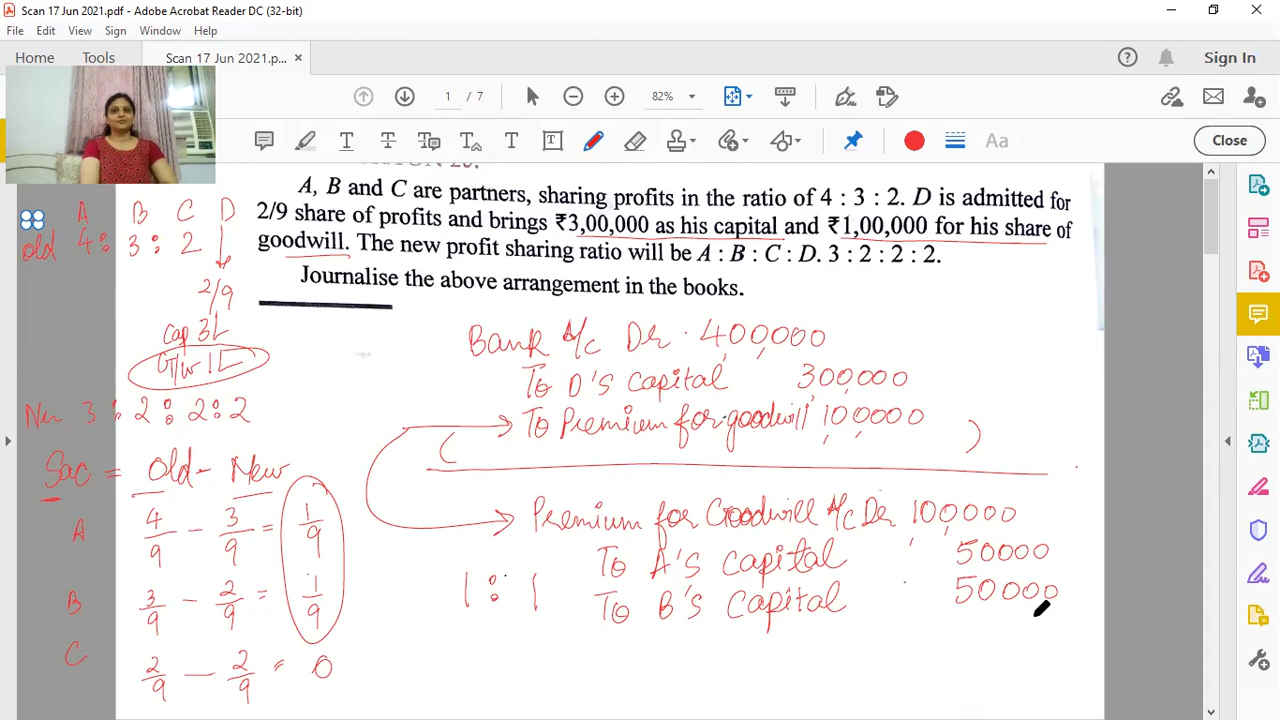 Scan 17 Jun 2021.pdf - Adobe Acrobat Reader DC (32-bit)
File Edit View Sign Window Help
Home Tools Scan 17 Jun 2021.p... × Sign In
1 / 7 82%
Close
A, B and C are partners, sharing profits in the ratio of 4 : 3 : 2. D is admitted for
2/9 share of profits and brings ₹3,00,000 as his capital and ₹1,00,000 for his share of
goodwill. The new profit sharing ratio will be A : B : C : D. 3 : 2 : 2 : 2.
Journalise the above arrangement in the books.
A B C D
old 4 : 3 : 2
2/9
Cap 3L
G/w 1L
New 3 : 2 : 2 : 2
Sac = Old - New
A 4/9 - 3/9 = 1/9
B 3/9 - 2/9 = 1/9
C 2/9 - 2/9 = 0
Bank A/c Dr 400000
To D's Capital 300000
To Premium for goodwill 100000
( )
Premium for Goodwill A/c Dr 100000
To A's Capital 50000
1 : 1 To B's Capital 50000